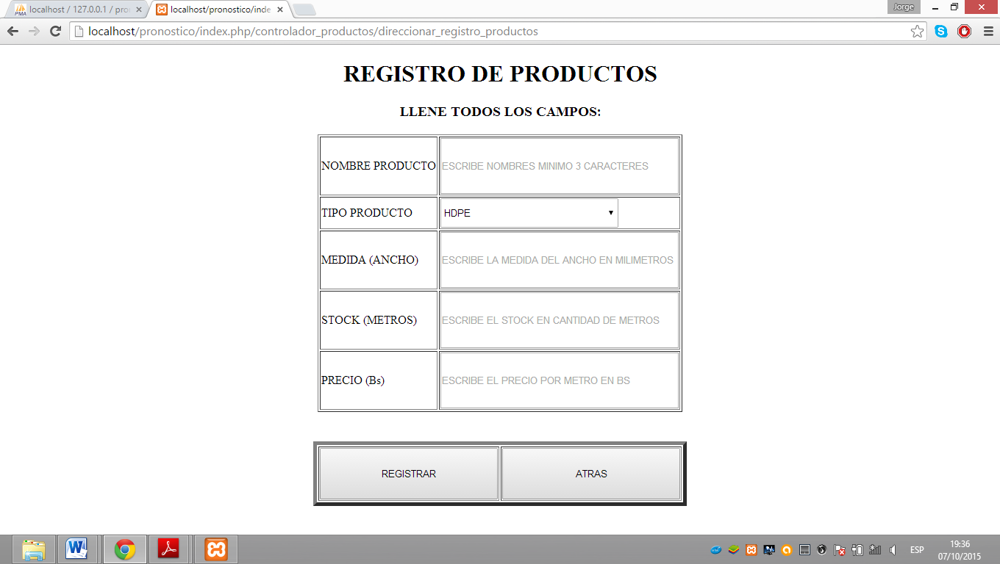 localhost / 127.0.0.1 / pro
localhost/pronostico/inde
Jorge
localhost/pronostico/index.php/controlador_productos/direccionar_registro_productos
REGISTRO DE PRODUCTOS
LLENE TODOS LOS CAMPOS:
NOMBRE PRODUCTO ESCRIBE NOMBRES MINIMO 3 CARACTERES
TIPO PRODUCTO HDPE
MEDIDA (ANCHO) ESCRIBE LA MEDIDA DEL ANCHO EN MILIMETROS
STOCK (METROS) ESCRIBE EL STOCK EN CANTIDAD DE METROS
PRECIO (Bs) ESCRIBE EL PRECIO POR METRO EN BS
REGISTRAR ATRAS
ESP
19:36
07/10/2015